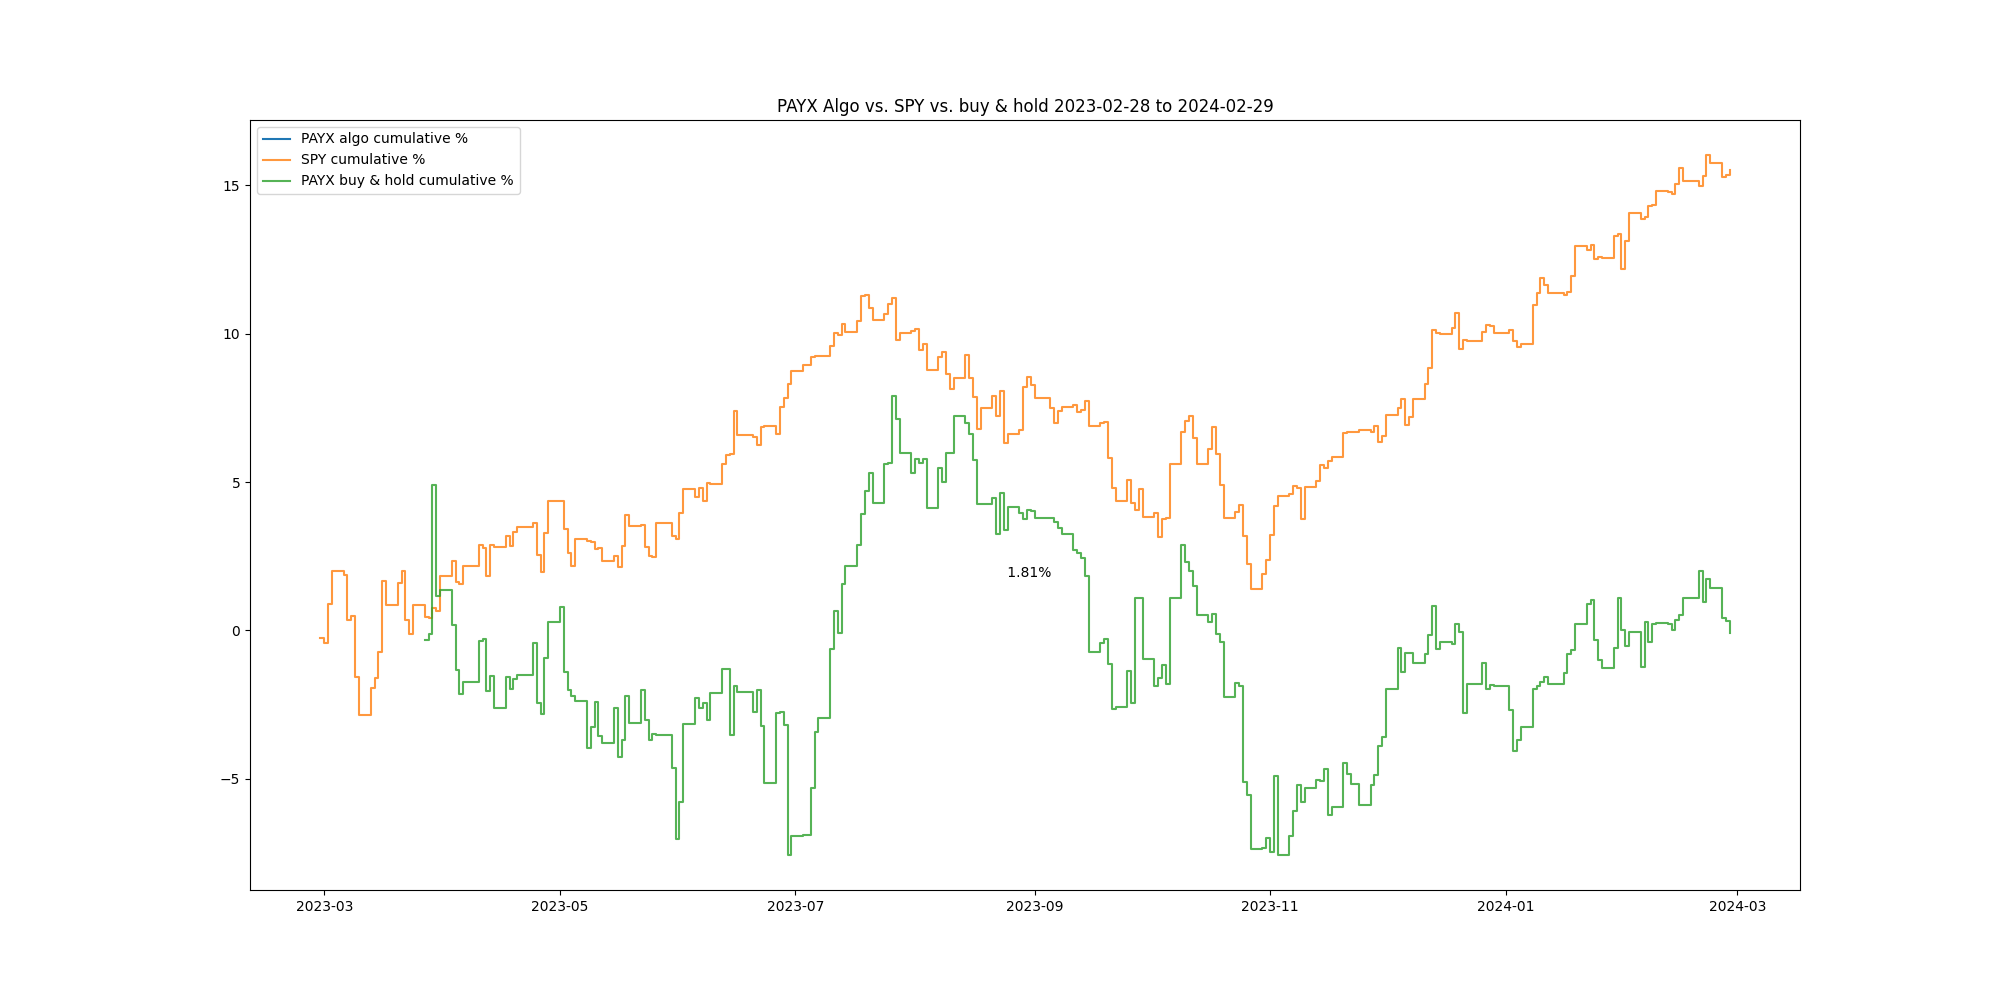 PAYX Algo vs. SPY vs. buy & hold 2023-02-28 to 2024-02-29
PAYX algo cumulative %
SPY cumulative %
PAYX buy & hold cumulative %
15
10
5
0
−5
1.81%
2023-03 2023-05 2023-07 2023-09 2023-11 2024-01 2024-03